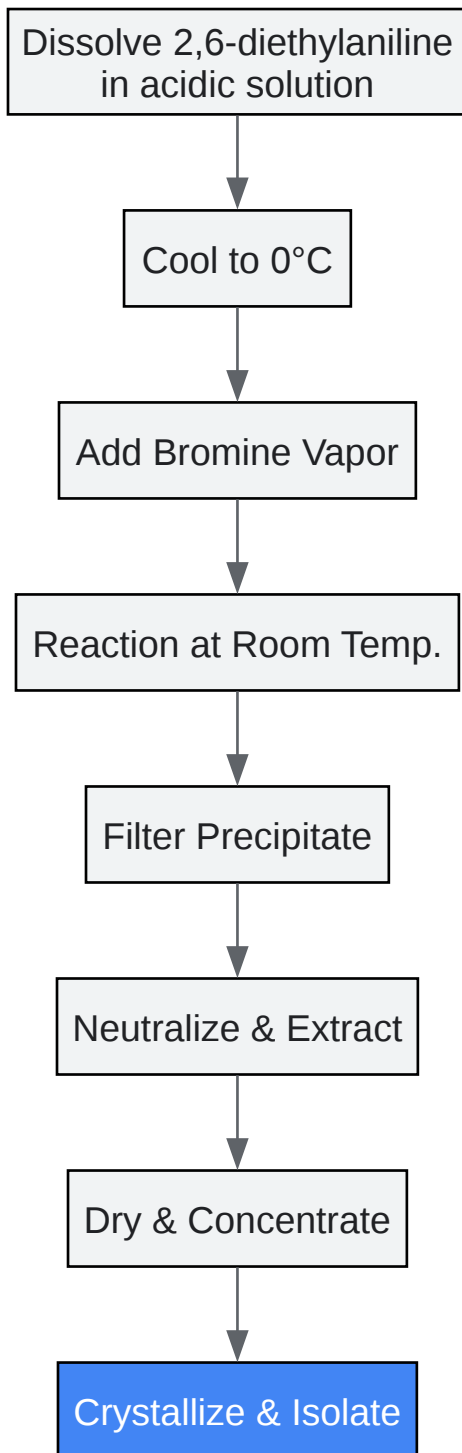 Dissolve 2,6-diethylaniline
in acidic solution
Cool to 0°C
Add Bromine Vapor
Reaction at Room Temp.
Filter Precipitate
Neutralize & Extract
Dry & Concentrate
Crystallize & Isolate